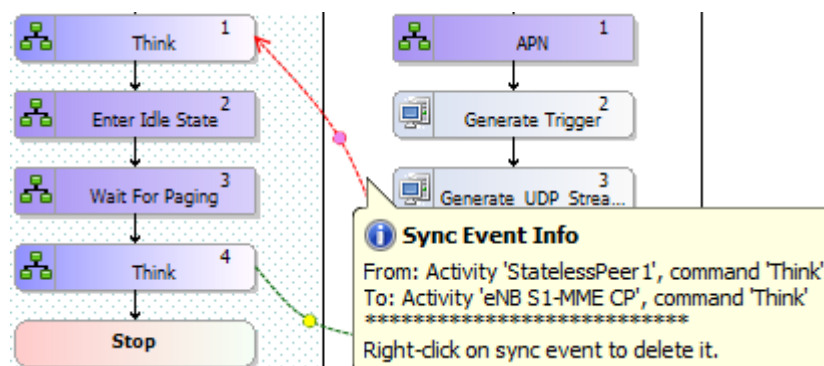 Think 1
Enter Idle State 2
Wait For Paging 3
Think 4
Stop
APN 1
Generate Trigger 2
Generate UDP Strea... 3
Sync Event Info
From: Activity 'StatelessPeer1', command 'Think'
To: Activity 'eNB S1-MME CP', command 'Think'
***************************
Right-click on sync event to delete it.